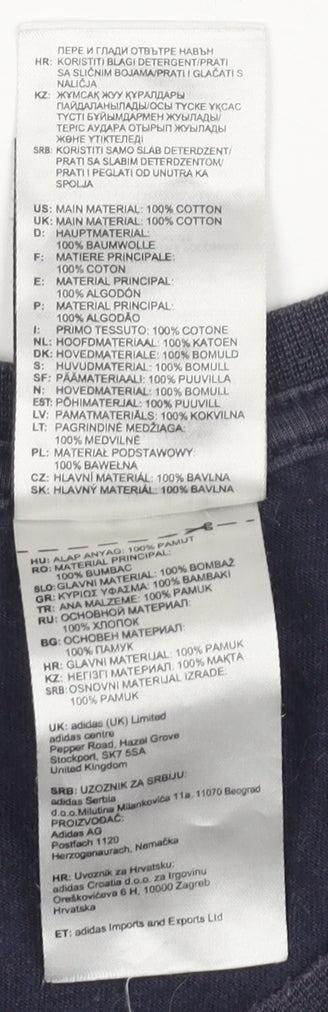 ПЕРЕ И ГЛАДИ ОТВЪТРЕ НАВЪН
HR: KORISTITI BLAGI DETERGENT/PRATI
SA SLIČNIM BOJAMA/PRATI I GLAČATI S
NALIČJA
KZ: ЖҰМСАҚ ЖУУ ҚҰРАЛДАРЫ
ПАЙДАЛАНЫЛАДЫ/ОСЫ ТҮСКЕ ҰҚСАС
ТҮСТІ БҰЙЫМДАРМЕН ЖУЫЛАДЫ/
ТЕРІС АУДАРА ОТЫРЫП ЖУЫЛАДЫ
ЖӘНЕ ҮТІКТЕЛЕДІ
SRB: KORISTITI SAMO SLAB DETERDZENT/
PRATI SA SLABIM DETERDZENTOM/
PRATI I PEGLATI OD UNUTRA KA
SPOLJA
US: MAIN MATERIAL: 100% COTTON
UK: MAIN MATERIAL: 100% COTTON
D: HAUPTMATERIAL:
100% BAUMWOLLE
F: MATIERE PRINCIPALE:
100% COTON
E: MATERIAL PRINCIPAL:
100% ALGODÓN
P: MATERIAL PRINCIPAL:
100% ALGODÃO
I: PRIMO TESSUTO: 100% COTONE
NL: HOOFDMATERIAAL: 100% KATOEN
DK: HOVEDMATERIALE: 100% BOMULD
S: HUVUDMATERIAL: 100% BOMULL
SF: PÄÄMATERIAALI: 100% PUUVILLA
N: HOVEDMATERIAL: 100% BOMULL
EST: PÕHIMATERJAL: 100% PUUVILL
LV: PAMATMATERIĀLS: 100% KOKVILNA
LT: PAGRINDINĖ MEDŽIAGA:
100% MEDVILNĖ
PL: MATERIAŁ PODSTAWOWY:
100% BAWEŁNA
CZ: HLAVNÍ MATERIÁL: 100% BAVLNA
SK: HLAVNÝ MATERIÁL: 100% BAVLNA
HU: ALAP ANYAG: 100% PAMUT
RO: MATERIAL PRINCIPAL:
100% BUMBAC
SLO: GLAVNI MATERIAL: 100% BOMBAŽ
GR: ΚΥΡΙΟΣ ΥΦΑΣΜΑ: 100% ΒΑΜΒΑΚΙ
TR: ANA MALZEME: 100% PAMUK
RU: ОСНОВНОЙ МАТЕРИАЛ:
100% ХЛОПОК
BG: ОСНОВЕН МАТЕРИАЛ:
100% ПАМУК
HR: GLAVNI MATERIJAL: 100% PAMUK
KZ: НЕГІЗГІ МАТЕРИАЛ: 100% МАҚТА
SRB: OSNOVNI MATERIJAL IZRADE:
100% PAMUK
UK: adidas (UK) Limited
adidas centre
Pepper Road, Hazel Grove
Stockport, SK7 5SA
United Kingdom
SRB: UZOZNIK ZA SRBIJU:
adidas Serbia
d.o.o.Milutina Milankovića 11a, 11070 Beograd
PROIZVOĐAČ:
Adidas AG
Postfach 1120
Herzogenaurach, Nemačka
HR: Uvoznik za Hrvatsku:
adidas Croatia d.o.o. za trgovinu
Oreškovićeva 6 H, 10000 Zagreb
Hrvatska
ET: adidas Imports and Exports Ltd